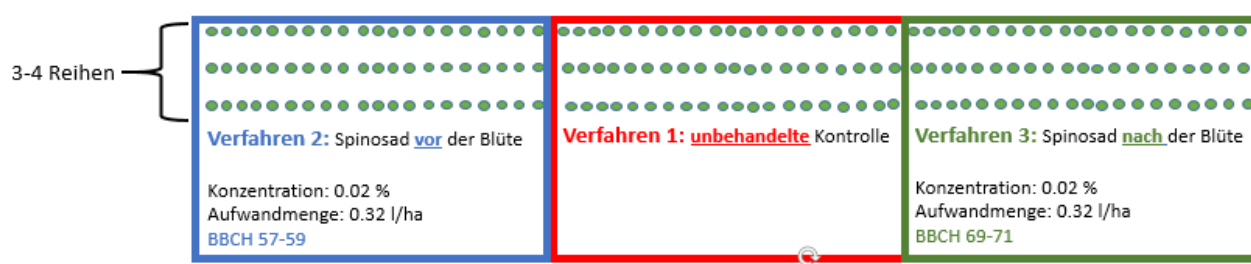 3-4 Reihen
Verfahren 2: Spinosad vor der Blüte
Konzentration: 0.02 %
Aufwandmenge: 0.32 l/ha
BBCH 57-59
Verfahren 1: unbehandelte Kontrolle
Verfahren 3: Spinosad nach der Blüte
Konzentration: 0.02 %
Aufwandmenge: 0.32 l/ha
BBCH 69-71